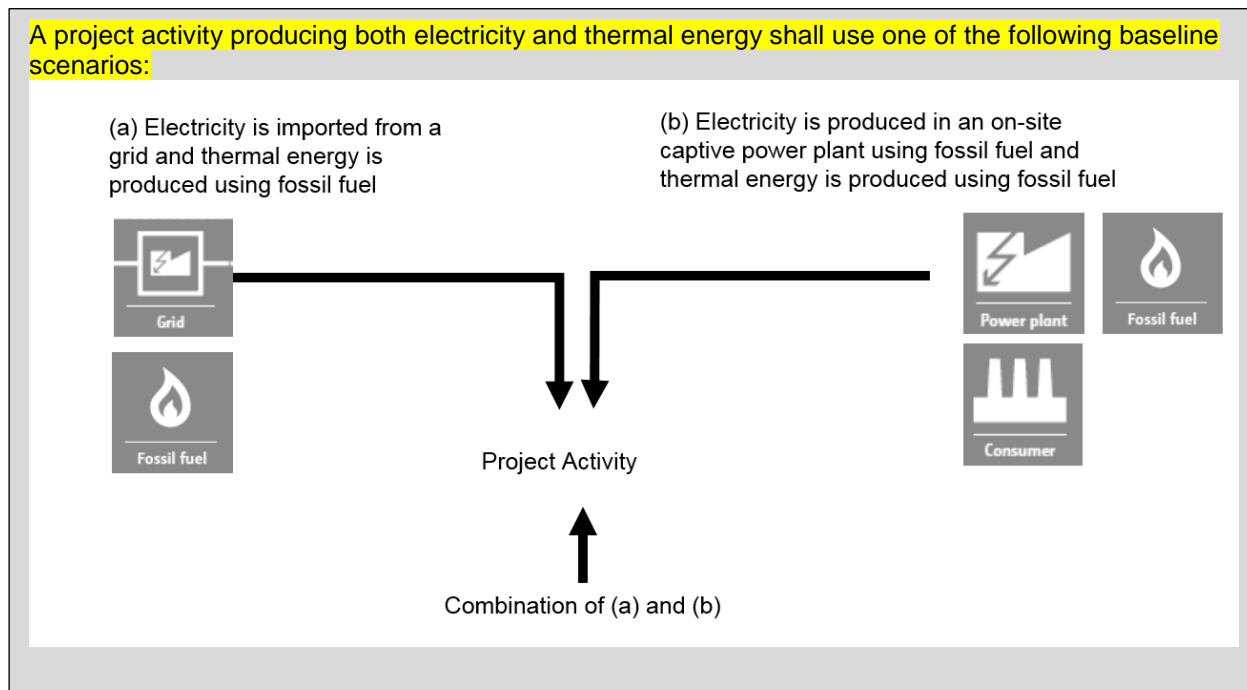 A project activity producing both electricity and thermal energy shall use one of the following baseline
scenarios:
(a) Electricity is imported from a
grid and thermal energy is
produced using fossil fuel
(b) Electricity is produced in an on-site
captive power plant using fossil fuel and
thermal energy is produced using fossil fuel
Grid
Fossil fuel
Power plant
Fossil fuel
Consumer
Project Activity
Combination of (a) and (b)